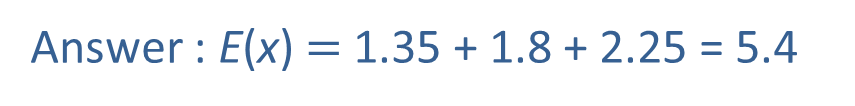 Answer : E(x) = 1.35 + 1.8 + 2.25 = 5.4